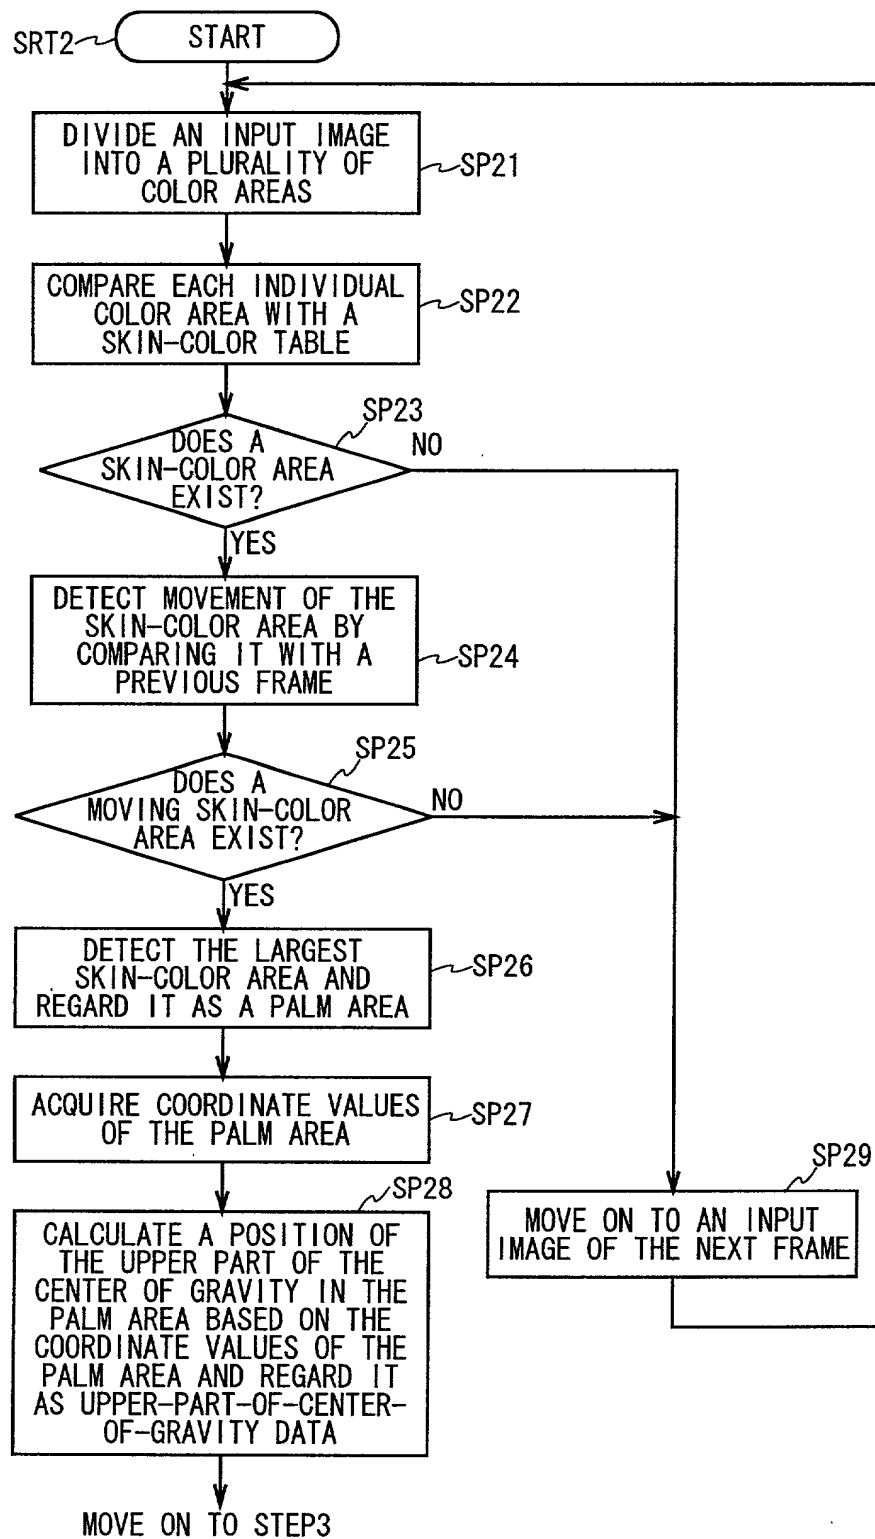 SRT2
START
DIVIDE AN INPUT IMAGE
INTO A PLURALITY OF
COLOR AREAS
SP21
COMPARE EACH INDIVIDUAL
COLOR AREA WITH A
SKIN-COLOR TABLE
SP22
SP23
DOES A
SKIN-COLOR AREA
EXIST?
NO
YES
DETECT MOVEMENT OF THE
SKIN-COLOR AREA BY
COMPARING IT WITH A
PREVIOUS FRAME
SP24
SP25
DOES A
MOVING SKIN-COLOR
AREA EXIST?
NO
YES
DETECT THE LARGEST
SKIN-COLOR AREA AND
REGARD IT AS A PALM AREA
SP26
ACQUIRE COORDINATE VALUES
OF THE PALM AREA
SP27
SP28
CALCULATE A POSITION OF
THE UPPER PART OF THE
CENTER OF GRAVITY IN THE
PALM AREA BASED ON THE
COORDINATE VALUES OF THE
PALM AREA AND REGARD IT
AS UPPER-PART-OF-CENTER-
OF-GRAVITY DATA
SP29
MOVE ON TO AN INPUT
IMAGE OF THE NEXT FRAME
MOVE ON TO STEP3